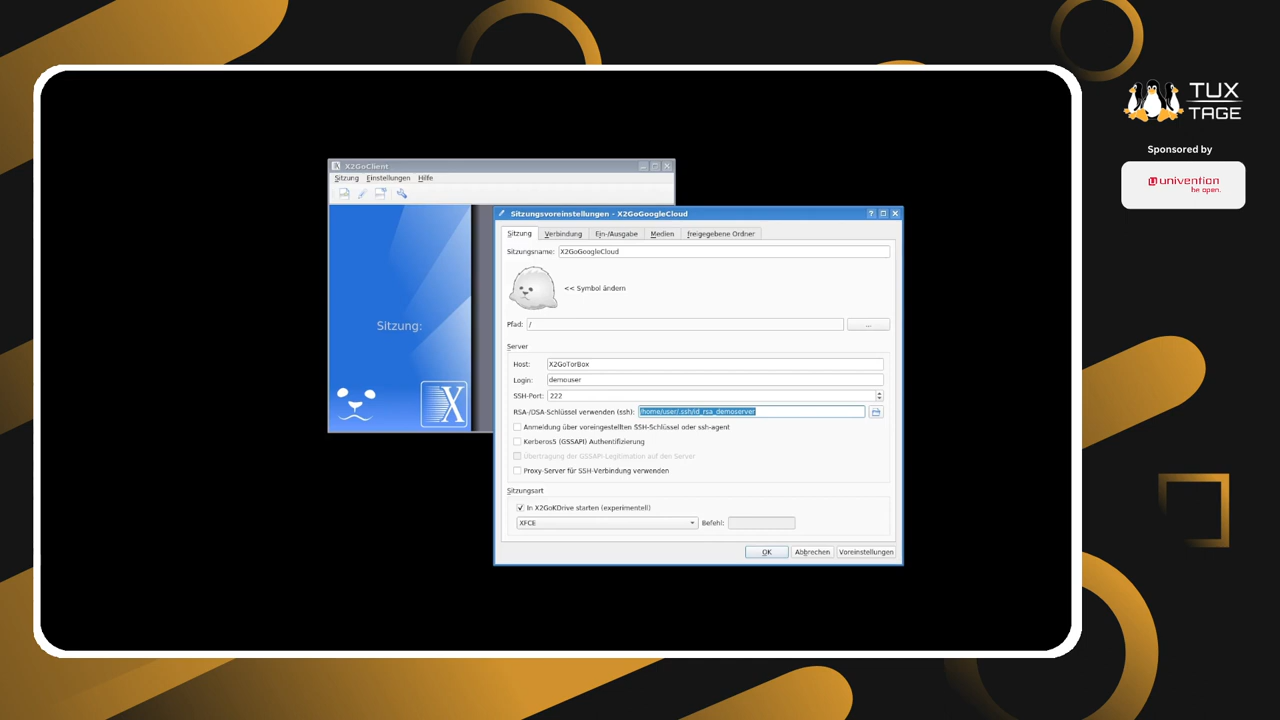 X2GoClient
Sitzung Einstellungen Hilfe
Sitzung:
Sitzungsvoreinstellungen - X2GoGoogleCloud
Sitzung Verbindung Ein-/Ausgabe Medien Freigegebene Ordner
Sitzungsname: X2GoGoogleCloud
<< Symbol ändern
Pfad: / ...
Server
Host: X2GoTorBox
Login: demouser
SSH-Port: 222
RSA-/DSA-Schlüssel verwenden (ssh): /home/user/.ssh/id_rsa_demoserver
Anmeldung über voreingestellten SSH-Schlüssel oder ssh-agent
Kerberos5 (GSSAPI) Authentifizierung
Übertragung der GSSAPI-Legitimation auf den Server
Proxy-Server für SSH-Verbindung verwenden
Sitzungsart
In X2GoKDrive starten (experimentell)
XFCE Befehl:
OK Abbrechen Voreinstellungen
TUX
TAGE
Sponsored by
univention
be open.